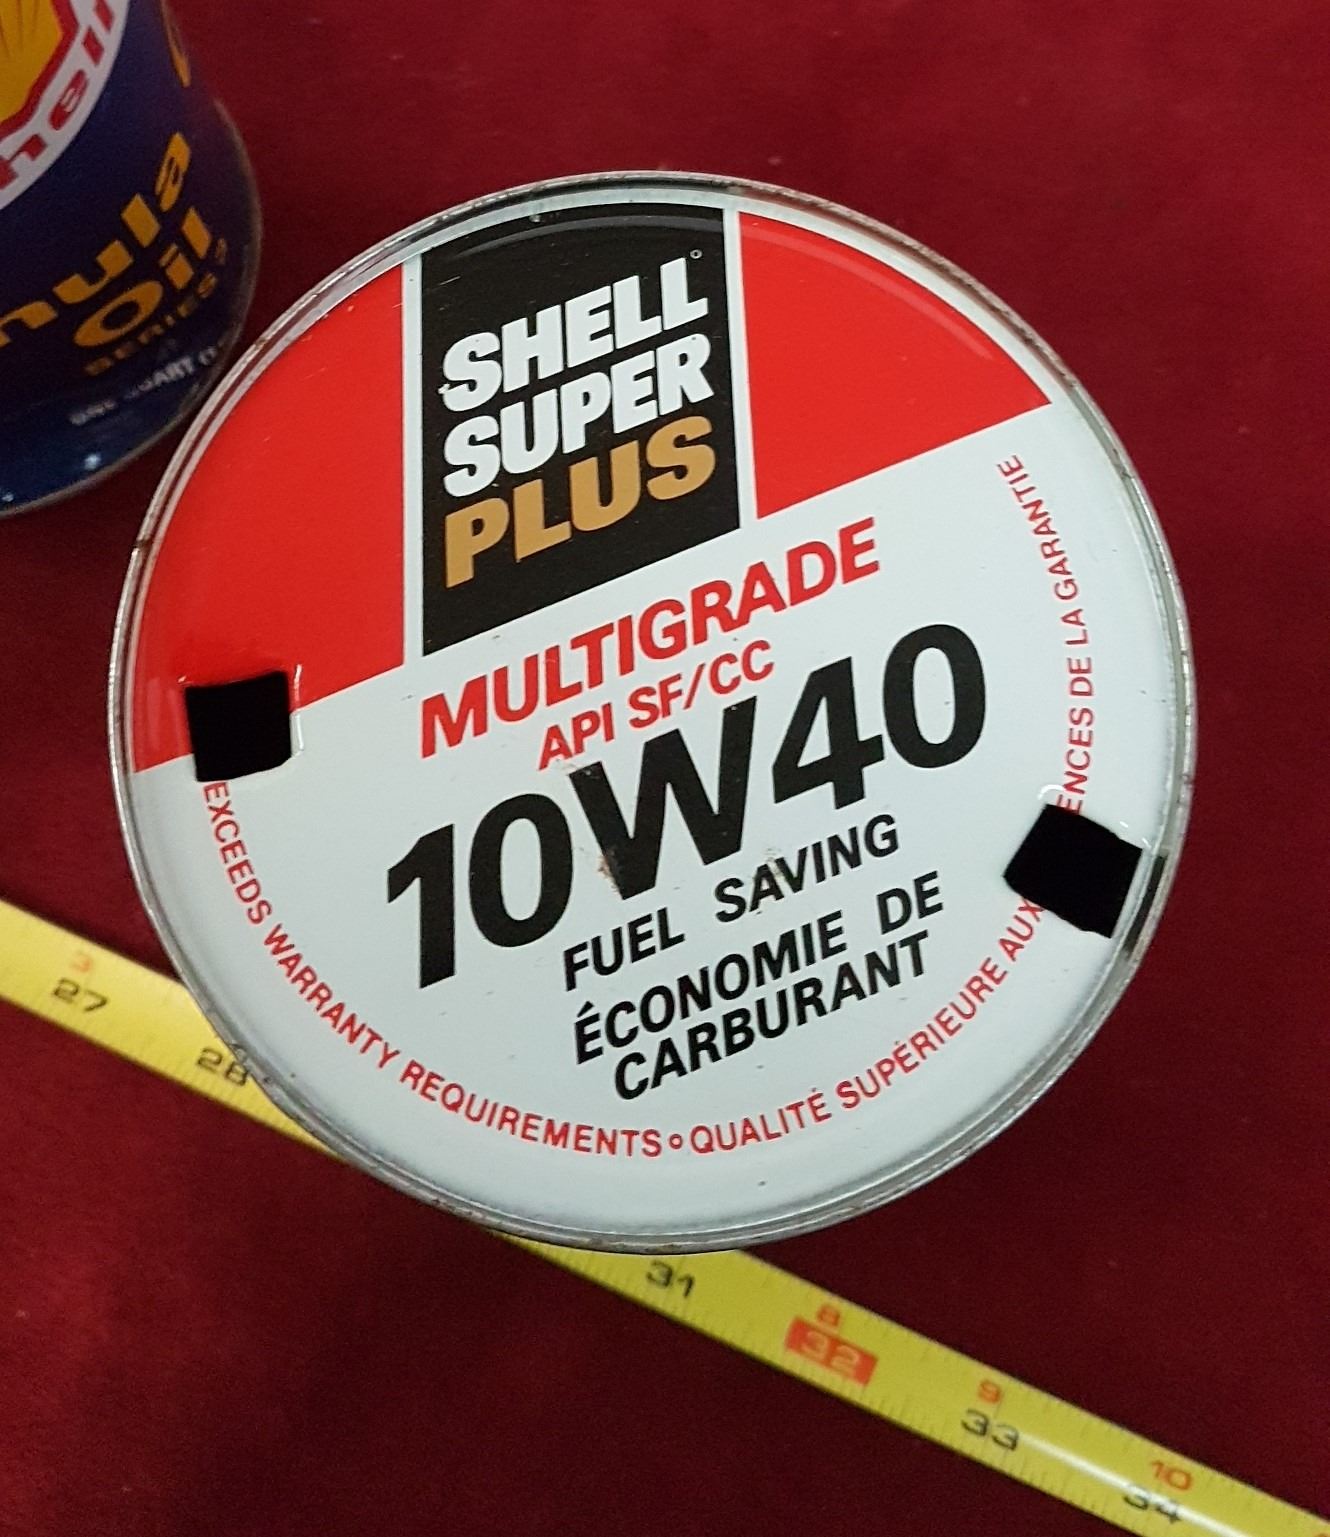 SHELL
SUPER
PLUS
MULTIGRADE
API SF/CC
10W40
FUEL SAVING
ÉCONOMIE DE
CARBURANT
EXCEEDS WARRANTY REQUIREMENTS ° QUALITÉ SUPÉRIEURE AUX ENCES DE LA GARANTIE
Oil
SERIES
3
27
28
31
8
32
9
33
10
34